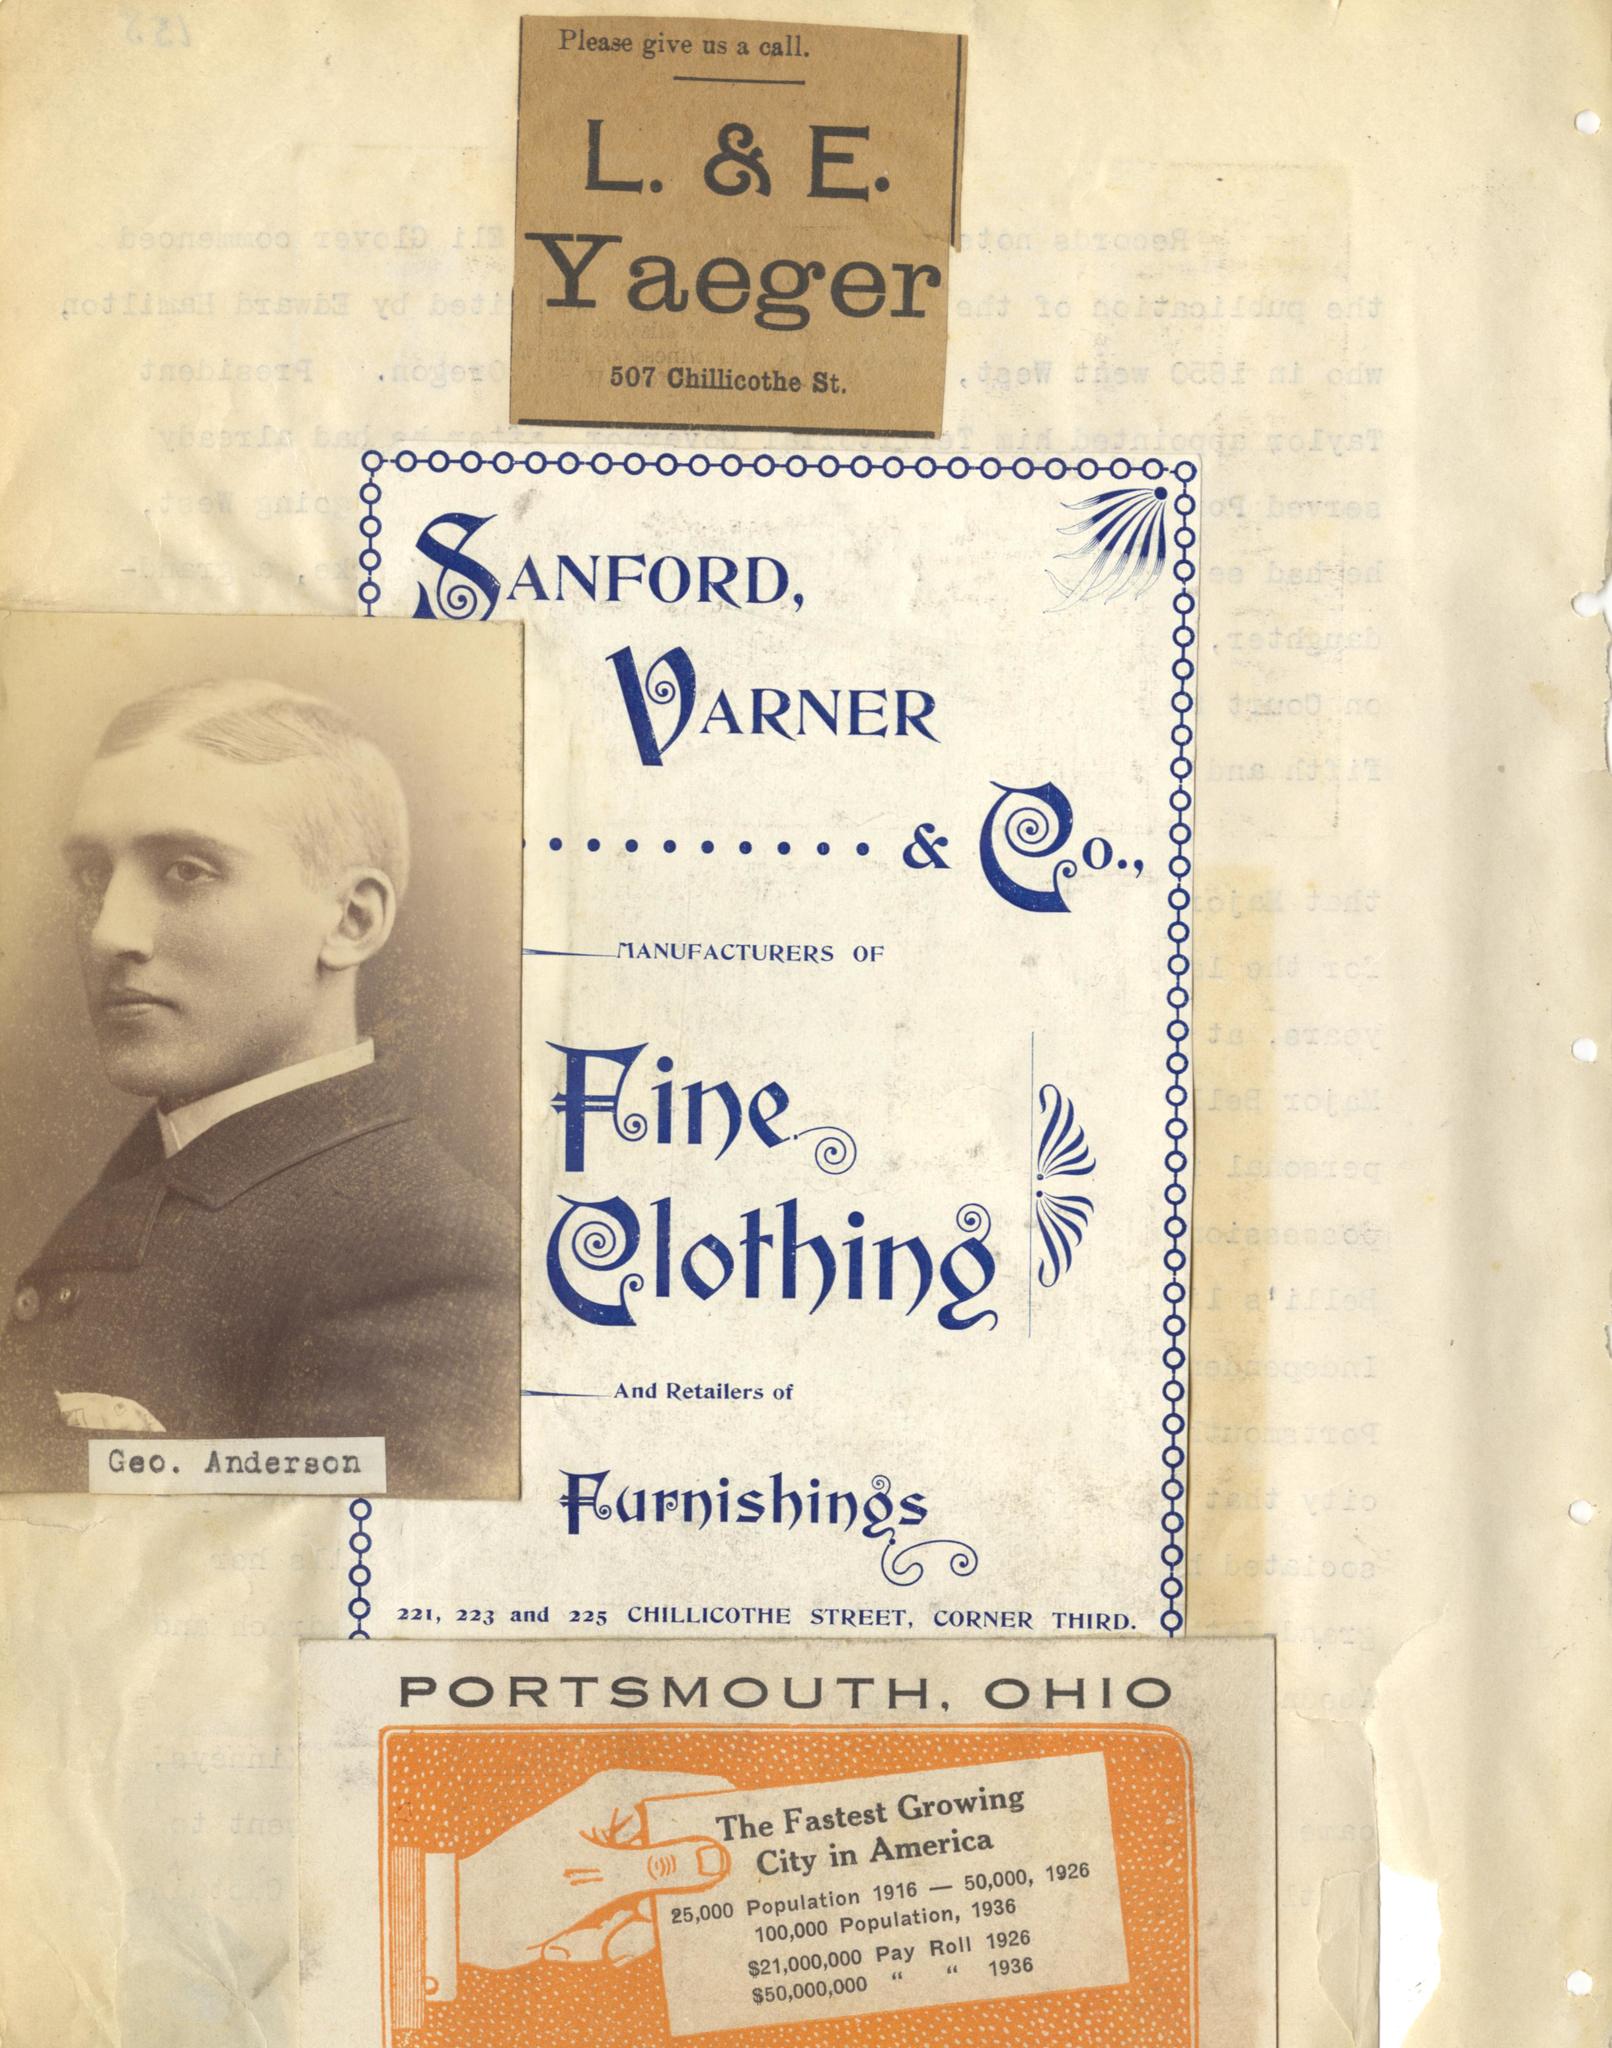 Please give us a call.
L. & E.
Yaeger
507 Chillicothe St.
SANFORD,
VARNER
& Co.,
MANUFACTURERS OF
Fine
Clothing
And Retailers of
Furnishings
221, 223 and 225 CHILLICOTHE STREET, CORNER THIRD.
Geo. Anderson
PORTSMOUTH, OHIO
The Fastest Growing
City in America
25,000 Population 1916 — 50,000, 1926
100,000 Population, 1936
$21,000,000 Pay Roll 1926
$50,000,000 “ “ 1936